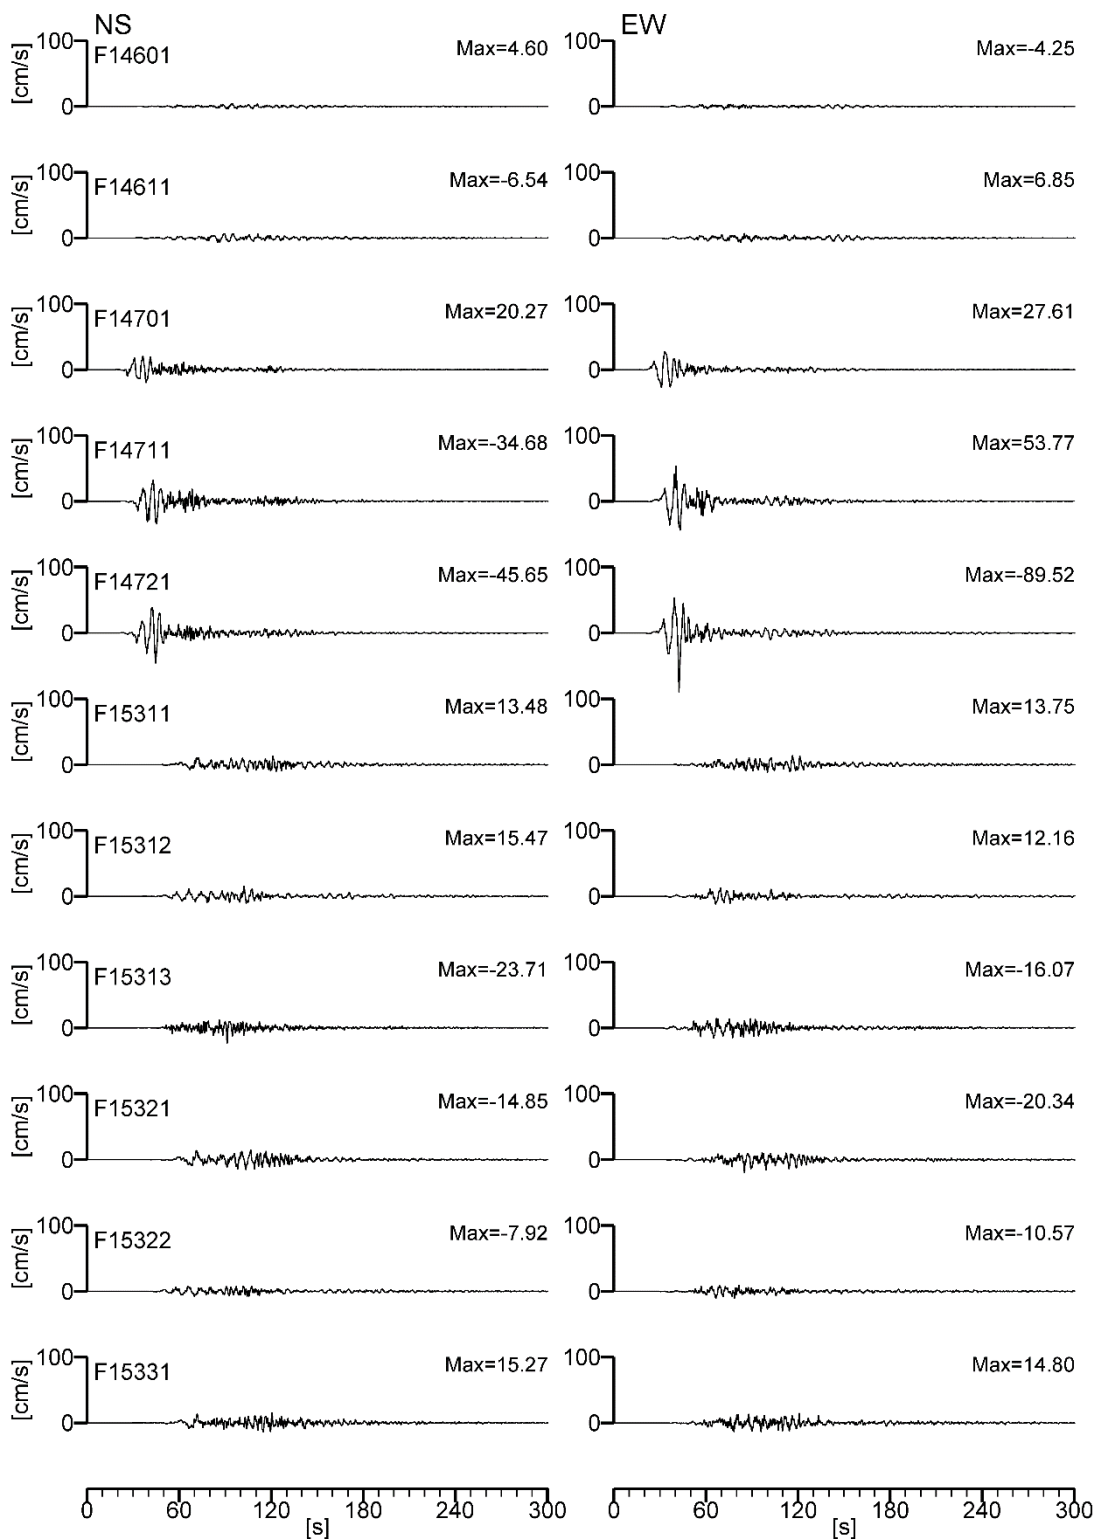 NS EW
100 F14601 Max=4.60 100 Max=-4.25
[cm/s] 0 0
100 F14611 Max=-6.54 100 Max=6.85
[cm/s] 0 0
100 F14701 Max=20.27 100 Max=27.61
[cm/s] 0 0
100 F14711 Max=-34.68 100 Max=53.77
[cm/s] 0 0
100 F14721 Max=-45.65 100 Max=-89.52
[cm/s] 0 0
100 F15311 Max=13.48 100 Max=13.75
[cm/s] 0 0
100 F15312 Max=15.47 100 Max=12.16
[cm/s] 0 0
100 F15313 Max=-23.71 100 Max=-16.07
[cm/s] 0 0
100 F15321 Max=-14.85 100 Max=-20.34
[cm/s] 0 0
100 F15322 Max=-7.92 100 Max=-10.57
[cm/s] 0 0
100 F15331 Max=15.27 100 Max=14.80
[cm/s] 0 0
0 60 120 180 240 300 0 60 120 180 240 300
[s] [s]